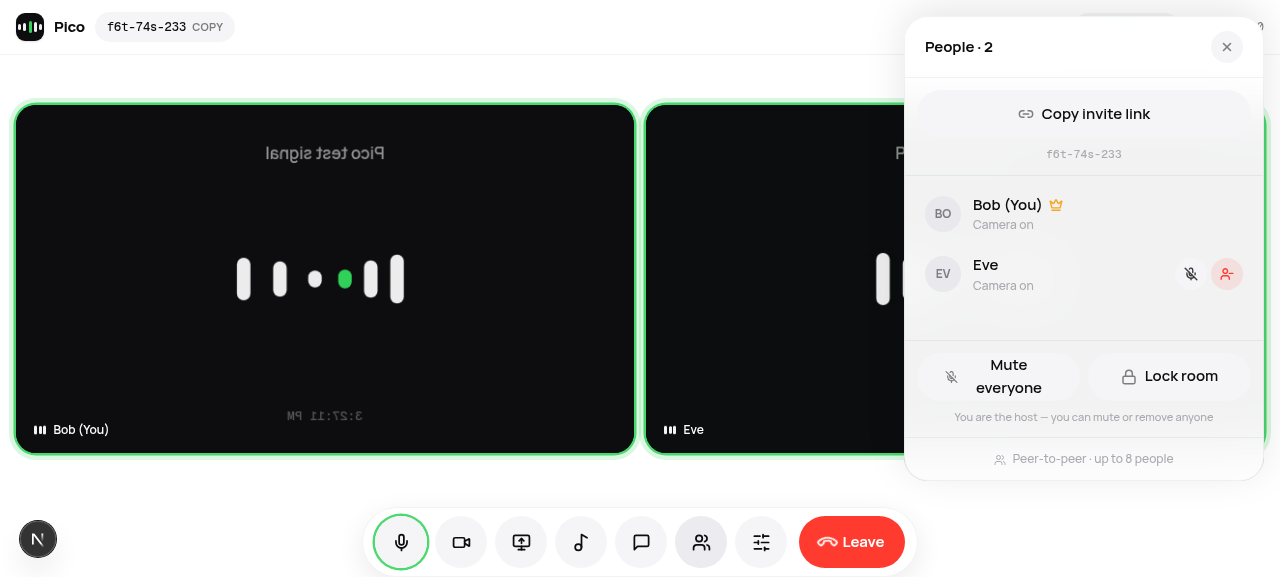 Pico
f6t-74s-233 COPY
People · 2
Copy invite link
f6t-74s-233
Pico test signal
P
BO
Bob (You)
Camera on
EV
Eve
Camera on
Mute
everyone
Lock room
You are the host — you can mute or remove anyone
Peer-to-peer · up to 8 people
3:27:11 PM
Bob (You)
Eve
N
Leave